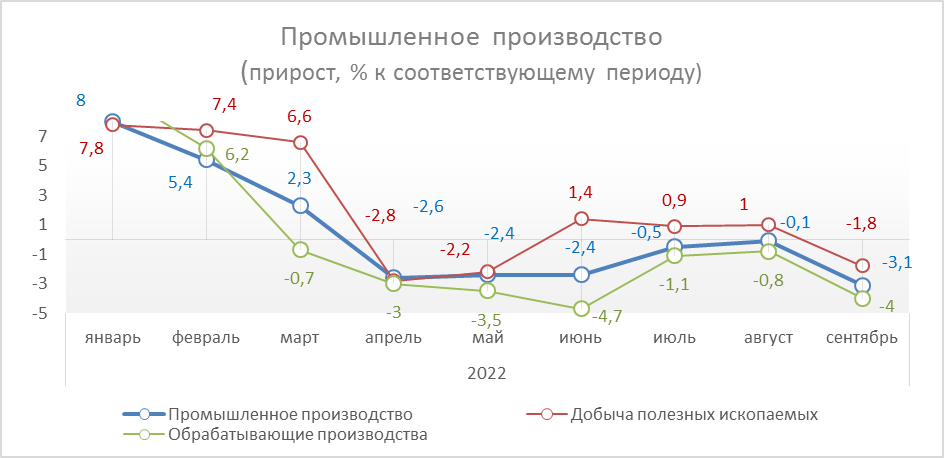 Промышленное производство
(прирост, % к соответствующему периоду)
8 7,4 6,6
7
7,8 6,2
5
5,4 2,3
3
-2,8 -2,6 1,4 0,9 1 -1,8
1
-2,2 -2,4 -2,4 -0,5 -0,1
-1
-0,7 -3,1
-3
-3 -3,5 -4,7 -1,1 -0,8 -4
-5
январь февраль март апрель май июнь июль август сентябрь
2022
Промышленное производство Добыча полезных ископаемых
Обрабатывающие производства